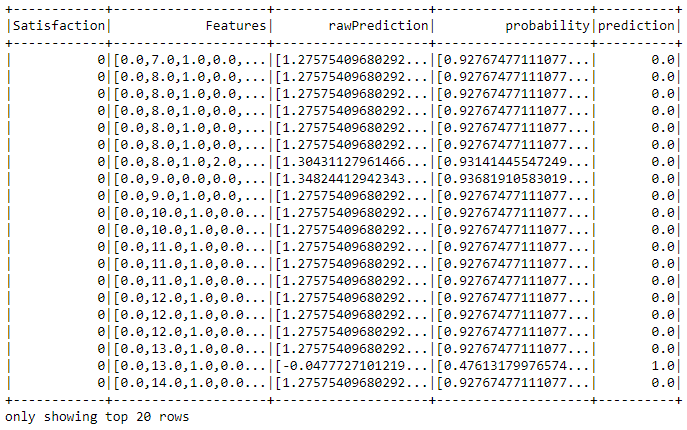 +------------+--------------------+--------------------+--------------------+----------+
|Satisfaction|            Features|       rawPrediction|         probability|prediction|
+------------+--------------------+--------------------+--------------------+----------+
|           0|[0.0,7.0,1.0,0.0,...|[1.27575409680292...|[0.92767477111077...|       0.0|
|           0|[0.0,8.0,1.0,0.0,...|[1.27575409680292...|[0.92767477111077...|       0.0|
|           0|[0.0,8.0,1.0,0.0,...|[1.27575409680292...|[0.92767477111077...|       0.0|
|           0|[0.0,8.0,1.0,0.0,...|[1.27575409680292...|[0.92767477111077...|       0.0|
|           0|[0.0,8.0,1.0,0.0,...|[1.27575409680292...|[0.92767477111077...|       0.0|
|           0|[0.0,8.0,1.0,0.0,...|[1.27575409680292...|[0.92767477111077...|       0.0|
|           0|[0.0,8.0,1.0,2.0,...|[1.30431127961466...|[0.93141445547249...|       0.0|
|           0|[0.0,9.0,0.0,0.0,...|[1.34824412942343...|[0.93681910583019...|       0.0|
|           0|[0.0,9.0,1.0,0.0,...|[1.27575409680292...|[0.92767477111077...|       0.0|
|           0|[0.0,10.0,1.0,0.0...|[1.27575409680292...|[0.92767477111077...|       0.0|
|           0|[0.0,10.0,1.0,0.0...|[1.27575409680292...|[0.92767477111077...|       0.0|
|           0|[0.0,11.0,1.0,0.0...|[1.27575409680292...|[0.92767477111077...|       0.0|
|           0|[0.0,11.0,1.0,0.0...|[1.27575409680292...|[0.92767477111077...|       0.0|
|           0|[0.0,11.0,1.0,0.0...|[1.27575409680292...|[0.92767477111077...|       0.0|
|           0|[0.0,12.0,1.0,0.0...|[1.27575409680292...|[0.92767477111077...|       0.0|
|           0|[0.0,12.0,1.0,0.0...|[1.27575409680292...|[0.92767477111077...|       0.0|
|           0|[0.0,12.0,1.0,0.0...|[1.27575409680292...|[0.92767477111077...|       0.0|
|           0|[0.0,13.0,1.0,0.0...|[1.27575409680292...|[0.92767477111077...|       0.0|
|           0|[0.0,13.0,1.0,0.0...|[-0.0477727101219...|[0.47613179976574...|       1.0|
|           0|[0.0,14.0,1.0,0.0...|[1.27575409680292...|[0.92767477111077...|       0.0|
+------------+--------------------+--------------------+--------------------+----------+
only showing top 20 rows